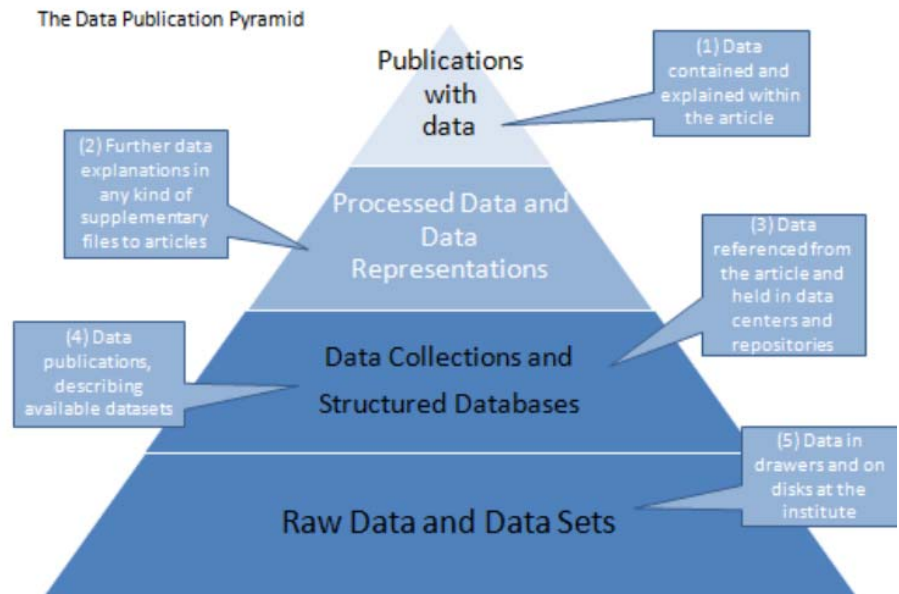 The Data Publication Pyramid
Publications
with
data
(1) Data
contained and
explained within
the article
(2) Further data
explanations in
any kind of
supplementary
files to articles
Processed Data and
Data
Representations
(3) Data
referenced from
the article and
held in data
centers and
repositories
(4) Data
publications,
describing
available datasets
Data Collections and
Structured Databases
(5) Data in
drawers and on
disks at the
institute
Raw Data and Data Sets